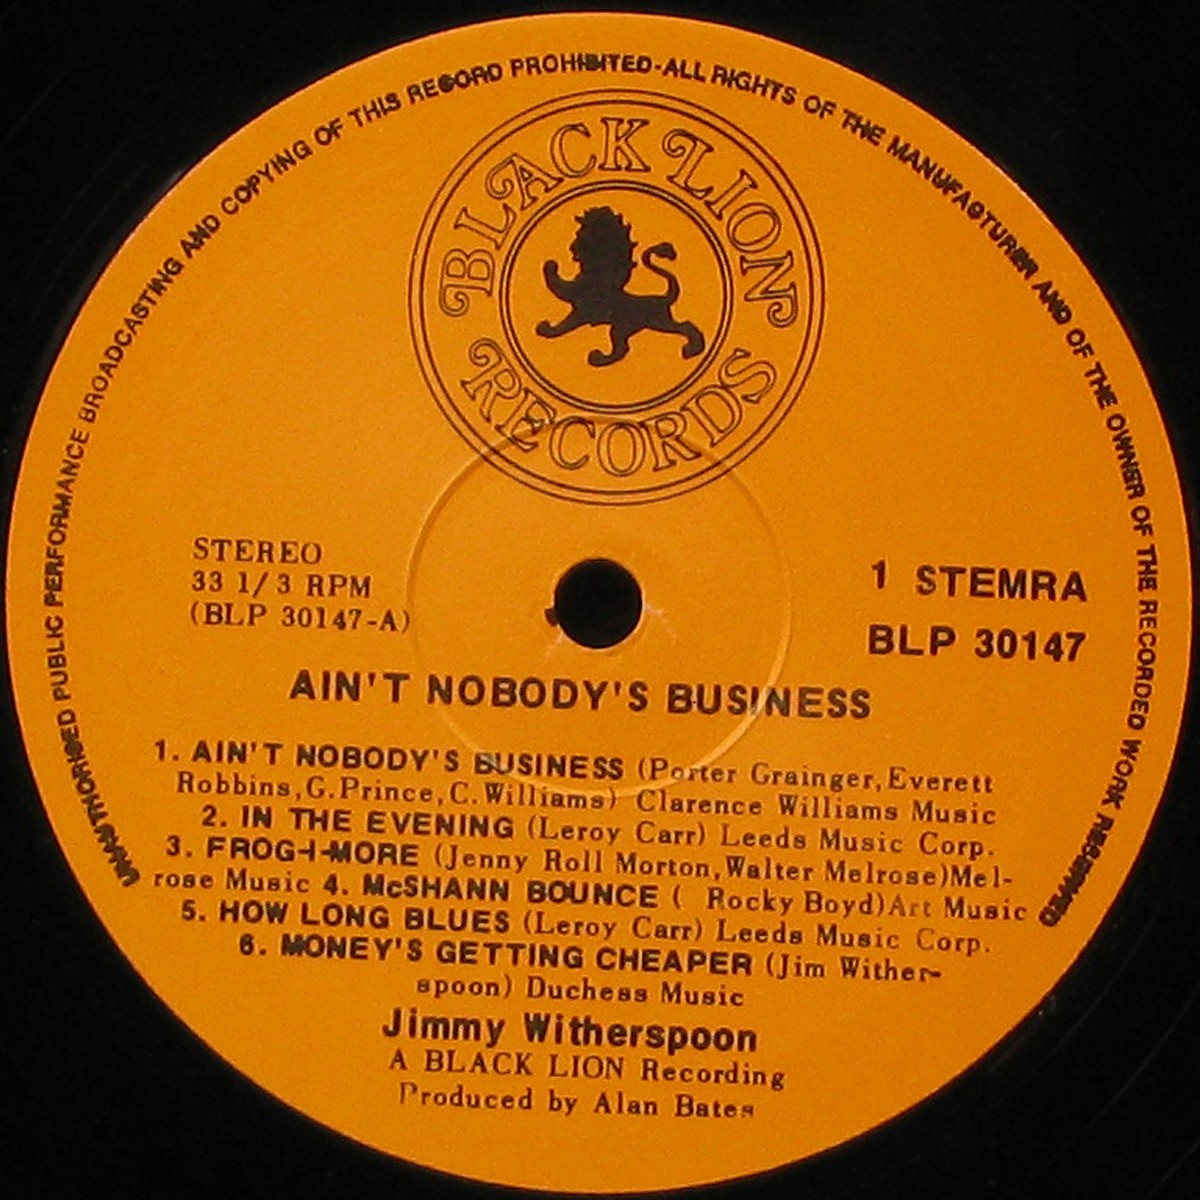 UNAUTHORISED PUBLIC PERFORMANCE BROADCASTING AND COPYING OF THIS RECORD PROHIBITED-ALL RIGHTS OF THE MANUFACTURER AND OF THE OWNER OF THE RECORDED WORK RESERVED
BLACK LION
RECORDS
STEREO
33 1/3 RPM
(BLP 30147-A)
1 STEMRA
BLP 30147
AIN'T NOBODY'S BUSINESS
1. AIN'T NOBODY'S BUSINESS (Porter Grainger,Everett
Robbins,G.Prince,C.Williams) Clarence Williams Music
2. IN THE EVENING (Leroy Carr) Leeds Music Corp.
3. FROG-I-MORE (Jenny Roll Morton,Walter Melrose)Mel-
rose Music 4. McSHANN BOUNCE ( Rocky Boyd)Art Music
5. HOW LONG BLUES (Leroy Carr) Leeds Music Corp.
6. MONEY'S GETTING CHEAPER (Jim Wither-
spoon) Duchess Music
Jimmy Witherspoon
A BLACK LION Recording
Produced by Alan Bates